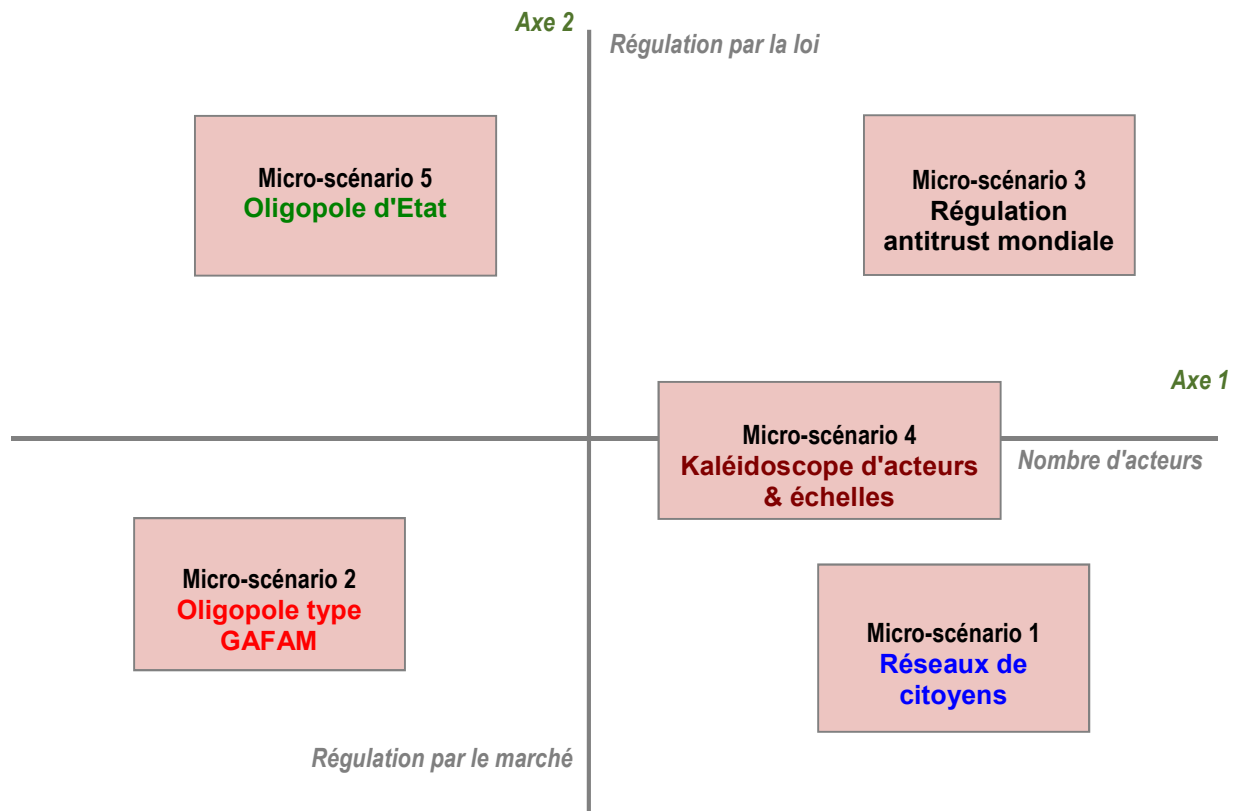 Axe 2
Régulation par la loi
Micro-scénario 5
Oligopole d'Etat
Micro-scénario 3
Régulation
antitrust mondiale
Axe 1
Micro-scénario 4
Kaléidoscope d'acteurs
& échelles
Nombre d'acteurs
Micro-scénario 2
Oligopole type
GAFAM
Micro-scénario 1
Réseaux de
citoyens
Régulation par le marché